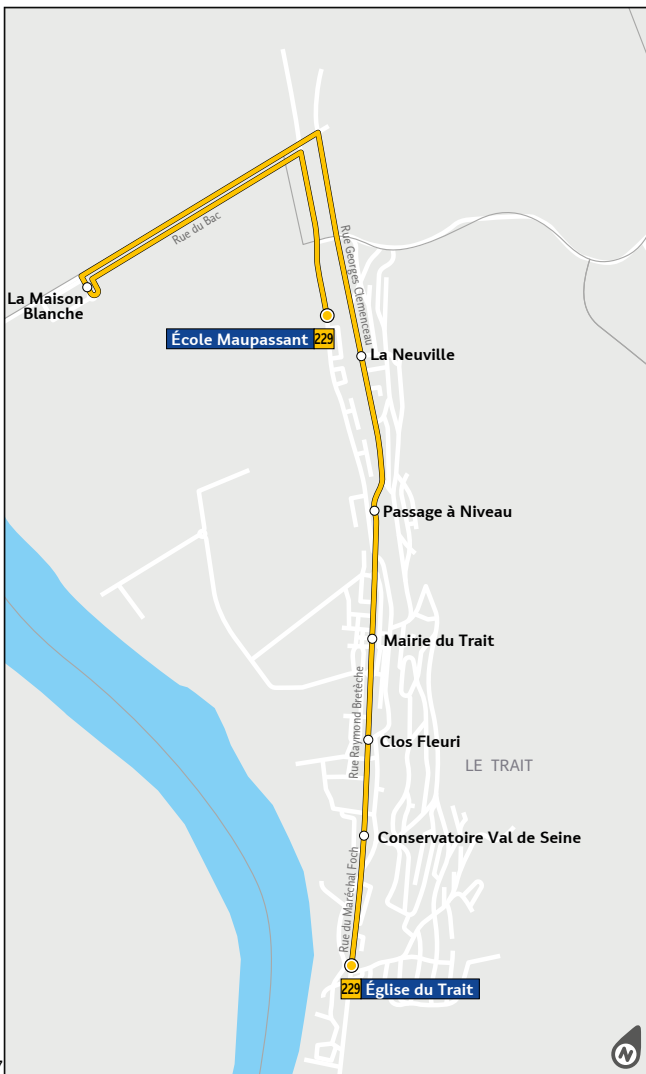 Rue du Bac
Rue Georges Clemenceau
La Maison
Blanche
École Maupassant 229
La Neuville
Passage à Niveau
Mairie du Trait
Rue Raymond Bretèche
Clos Fleuri
LE TRAIT
Conservatoire Val de Seine
Rue du Maréchal Foch
229 Église du Trait
N